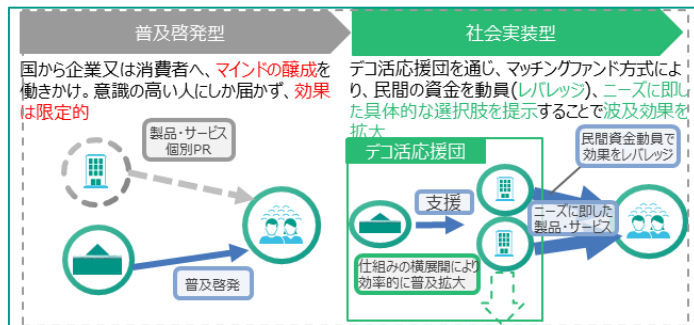 普及啓発型
社会実装型
国から企業又は消費者へ、マインドの醸成を
働きかけ。意識の高い人にしか届かず、効果
は限定的
デコ活応援団を通じ、マッチングファンド方式によ
り、民間の資金を動員(レバレッジ)、ニーズに即し
た具体的な選択肢を提示することで波及効果を
拡大
製品・サービス
個別PR
普及啓発
デコ活応援団
支援
民間資金動員で
効果をレバレッジ
ニーズに即した
製品・サービス
仕組みの横展開により
効率的に普及拡大